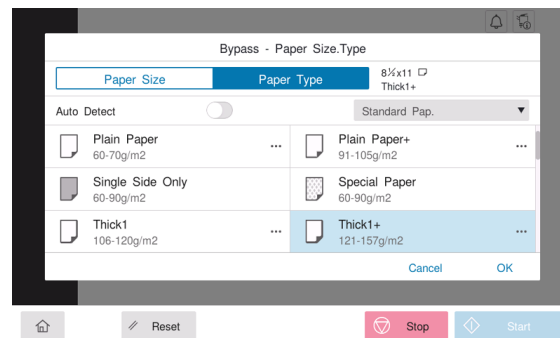 Bypass - Paper Size.Type
Paper Size
Paper Type
8½x11
Thick1+
Auto Detect
Standard Pap.
Plain Paper
60-70g/m2
Plain Paper+
91-105g/m2
Single Side Only
60-90g/m2
Special Paper
60-90g/m2
Thick1
106-120g/m2
Thick1+
121-157g/m2
Cancel
OK
Reset
Stop
Start